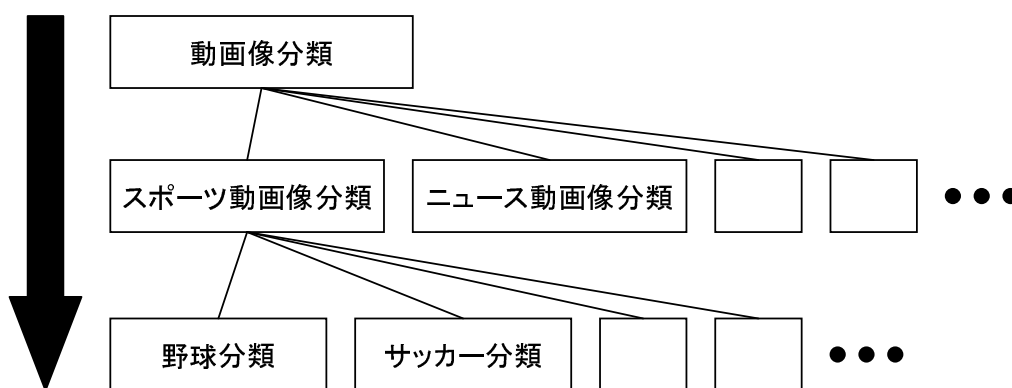 動画像分類
スポーツ動画像分類
ニュース動画像分類
野球分類
サッカー分類